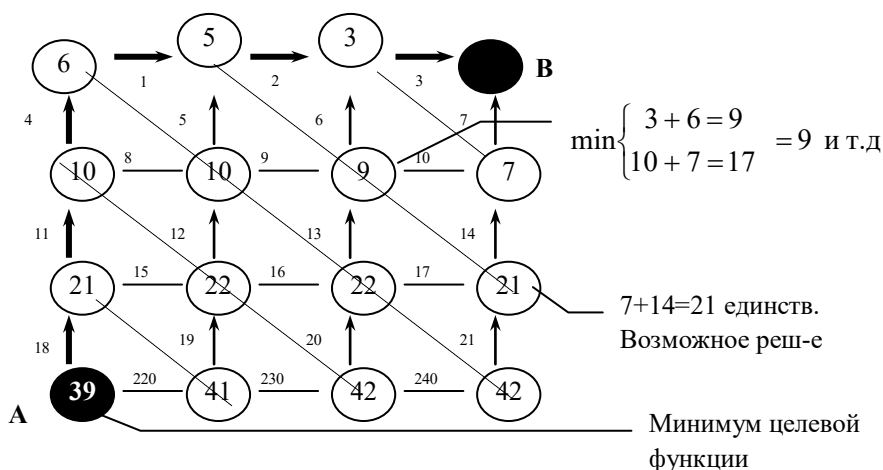 6 5 3 B
1 2 3
4 5 6 7
10 8 10 9 9 10 7
min{ 3 + 6 = 9
10 + 7 = 17 = 9 и т.д
11 12 13 14
21 15 22 16 22 17 21
7+14=21 единств.
Возможное реш-е
18 19 20 21
39 220 41 230 42 240 42
A
Минимум целевой
функции